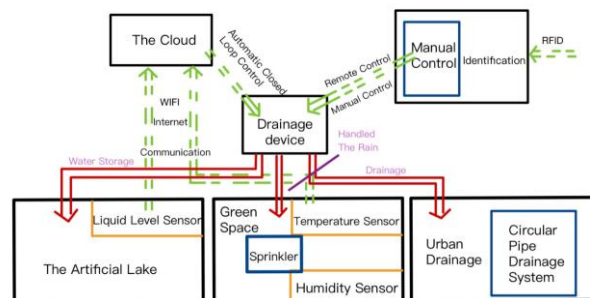 The Cloud
Automatic Closed
Loop Control
Remote Control
Manual Control
Manual
Control
Identification
RFID
WIFI
Internet
Communication
Drainage
device
Handled
The Rain
Water Storage
Drainage
Liquid Level Sensor
The Artificial Lake
Green
Space
Temperature Sensor
Sprinkler
Humidity Sensor
Urban
Drainage
Circular
Pipe
Drainage
System